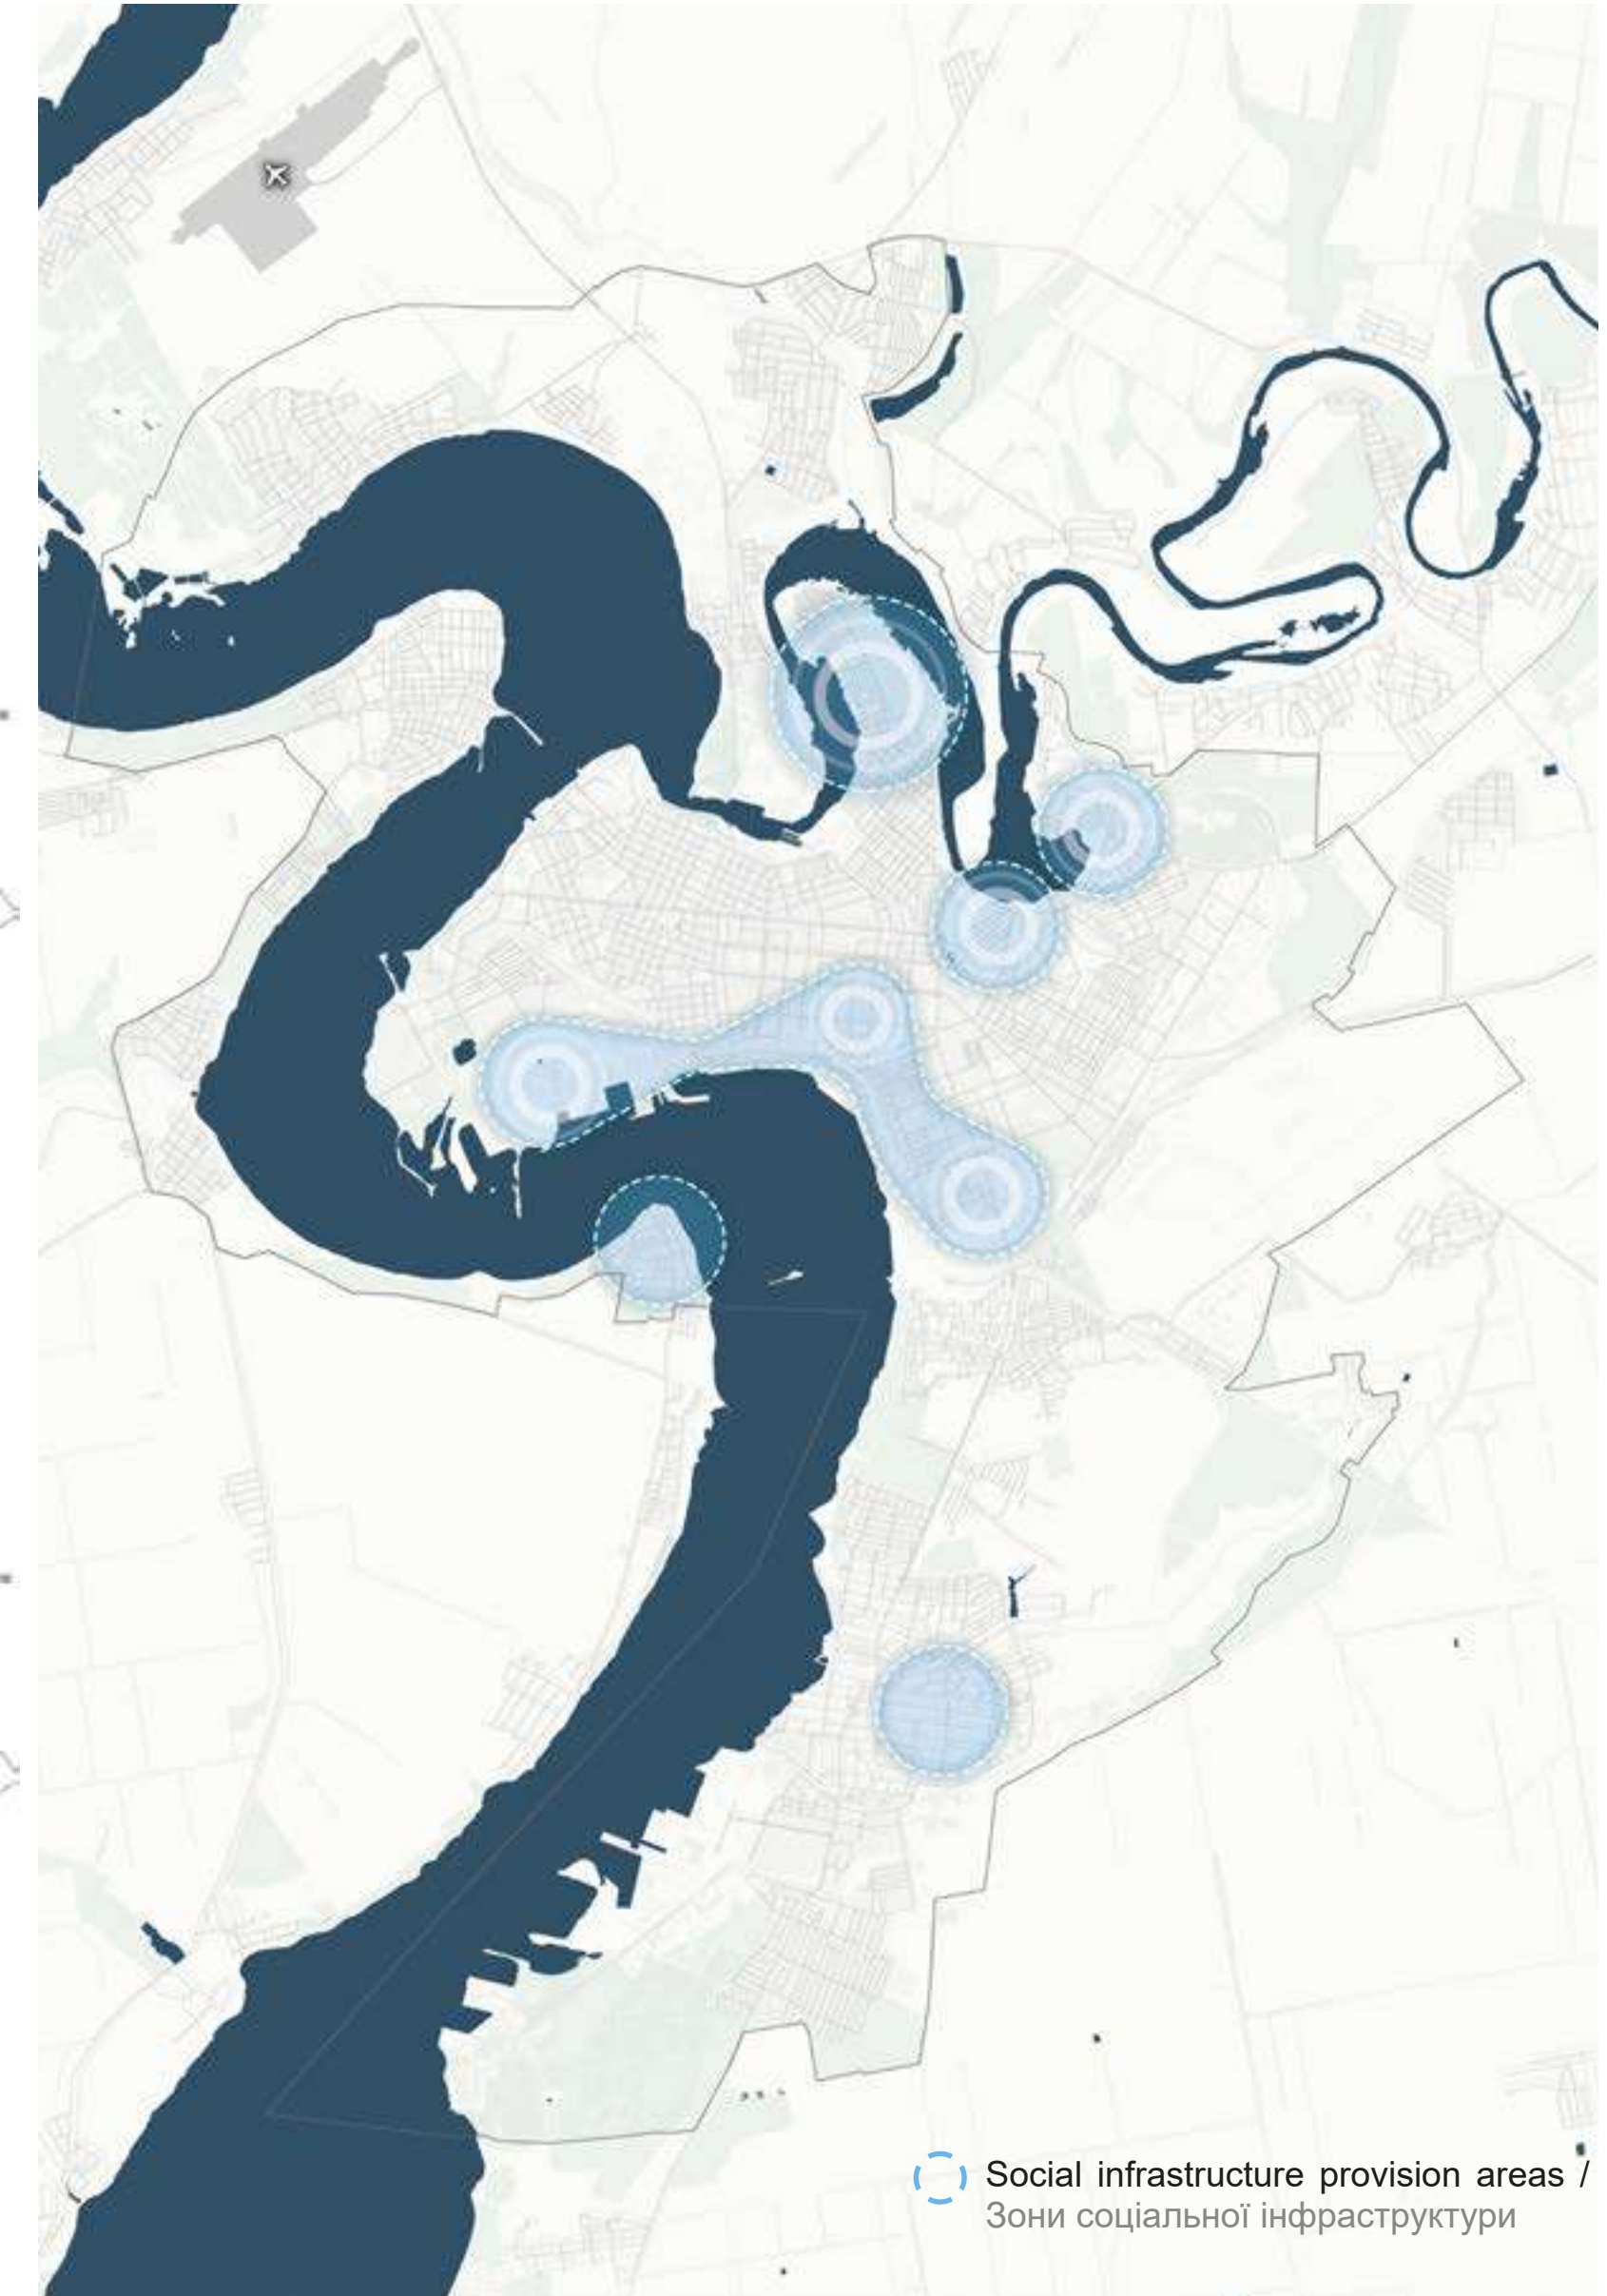 Social infrastructure provision areas /
Зони соціальної інфраструктури